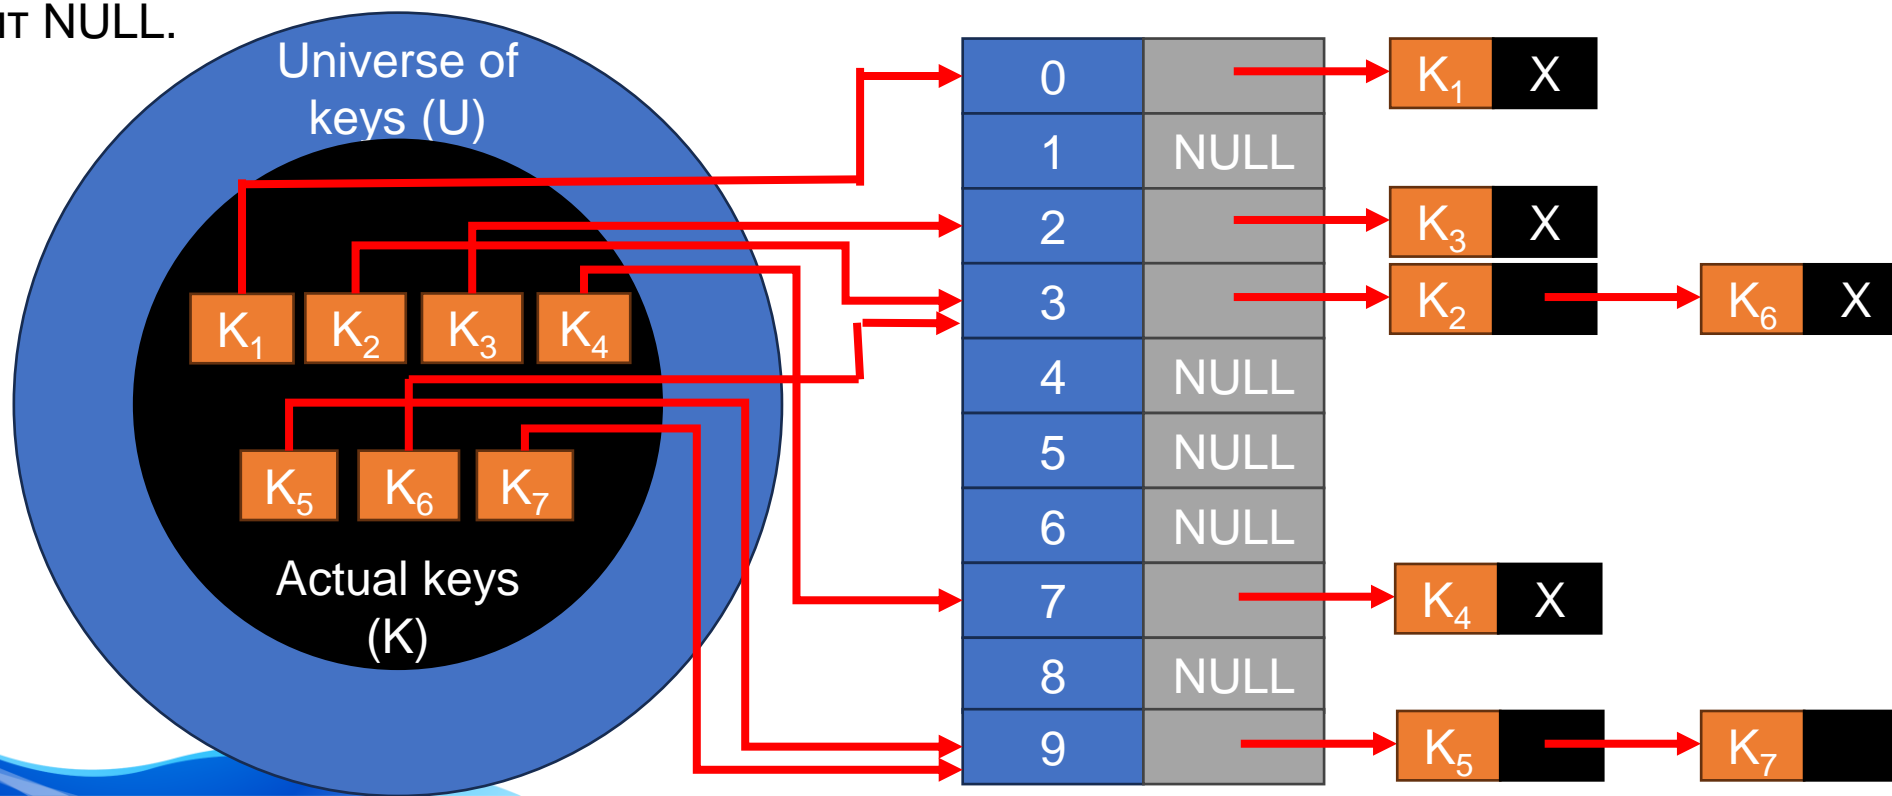 NULL.
Universe of
keys (U)
K₁ K₂ K₃ K₄
K₅ K₆ K₇
Actual keys
(K)
0 K₁ X
1 NULL
2 K₃ X
3 K₂ K₆ X
4 NULL
5 NULL
6 NULL
7 K₄ X
8 NULL
9 K₅ K₇